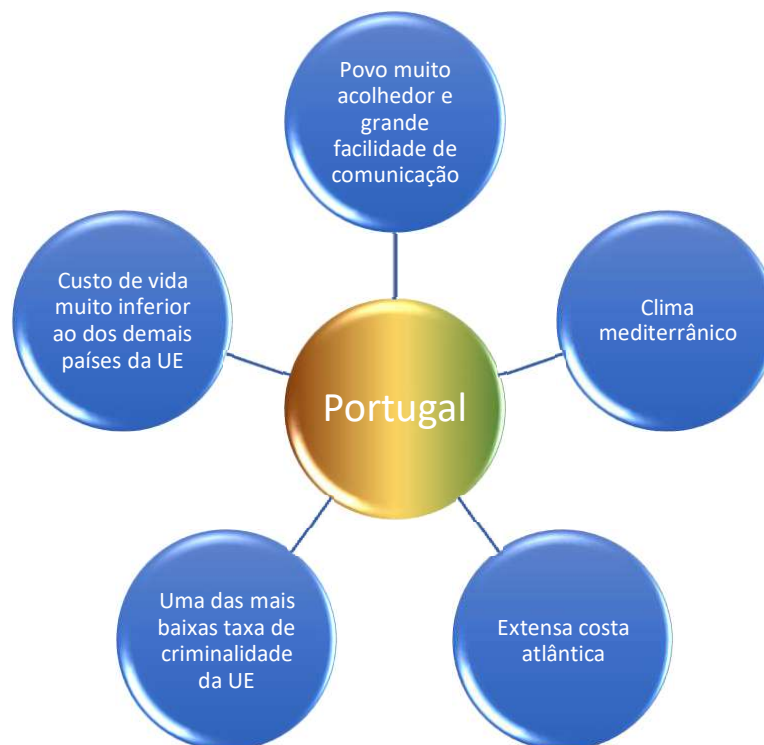 Povo muito
acolhedor e
grande
facilidade de
comunicação
Custo de vida
muito inferior
ao dos demais
países da UE
Clima
mediterrânico
Portugal
Uma das mais
baixas taxa de
criminalidade
da UE
Extensa costa
atlântica